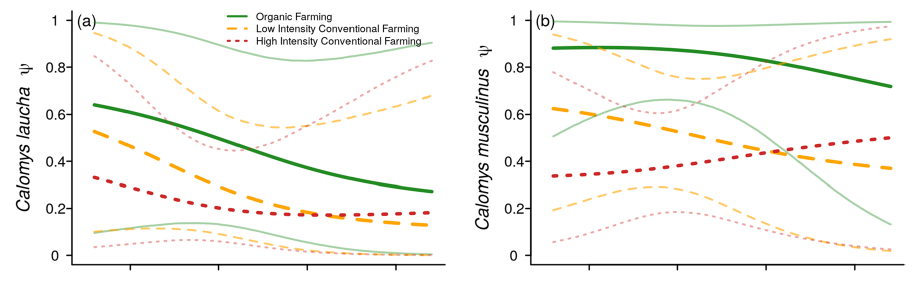 (a)
Organic Farming
Low Intensity Conventional Farming
High Intensity Conventional Farming
Calomys laucha ψ
1
0.8
0.6
0.4
0.2
0
(b)
Calomys musculinus ψ
1
0.8
0.6
0.4
0.2
0